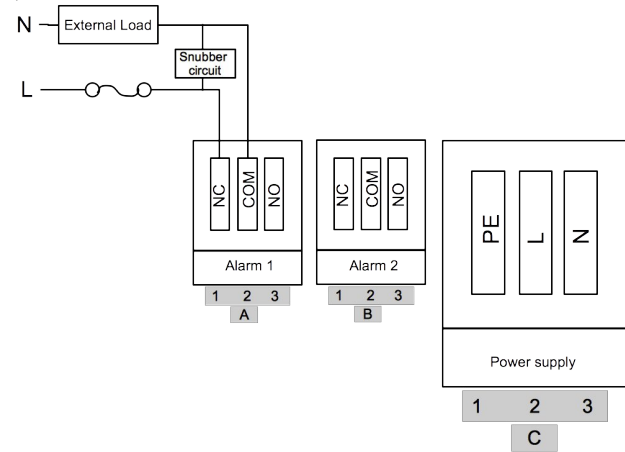 N
External Load
Snubber
circuit
L
NC
COM
NO
NC
COM
NO
PE
L
N
Alarm 1
Alarm 2
1 2 3
1 2 3
A
B
Power supply
1 2 3
C